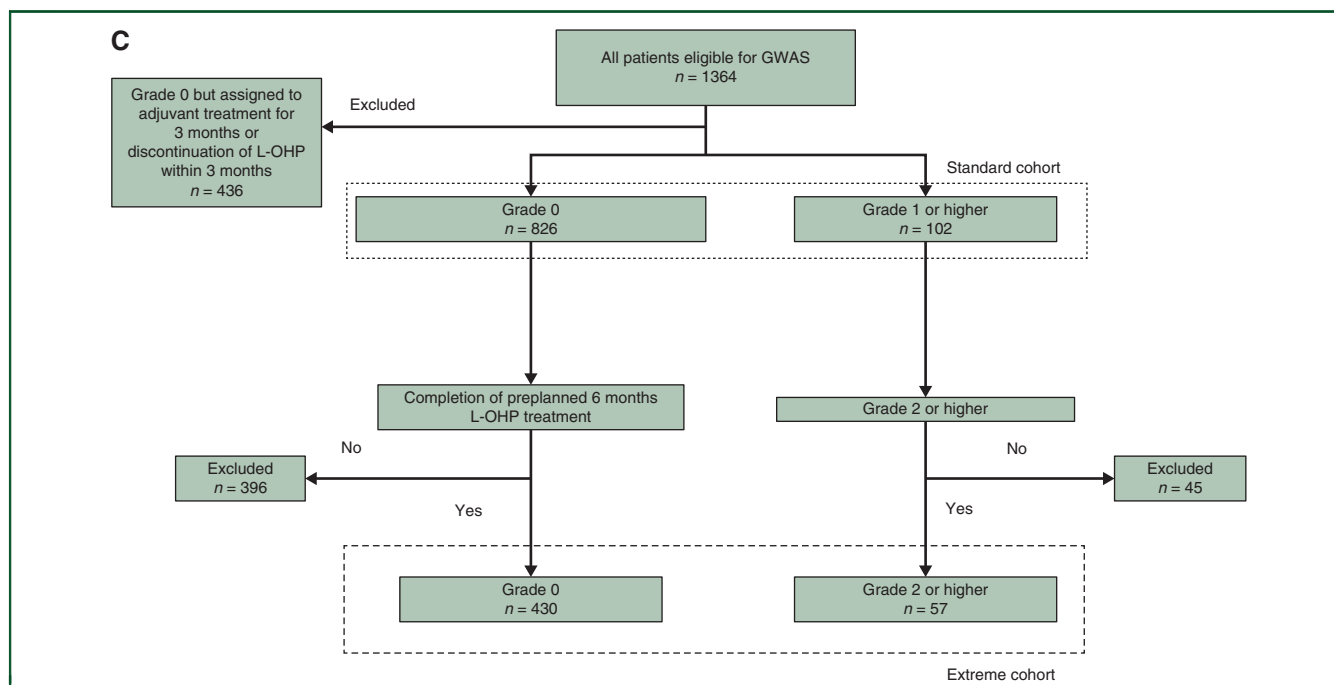 C
All patients eligible for GWAS
n = 1364
Grade 0 but assigned to
adjuvant treatment for
3 months or
discontinuation of L-OHP
within 3 months
n = 436
Excluded
Standard cohort
Grade 0
n = 826
Grade 1 or higher
n = 102
Completion of preplanned 6 months
L-OHP treatment
Grade 2 or higher
No
No
Excluded
n = 396
Excluded
n = 45
Yes
Yes
Grade 0
n = 430
Grade 2 or higher
n = 57
Extreme cohort